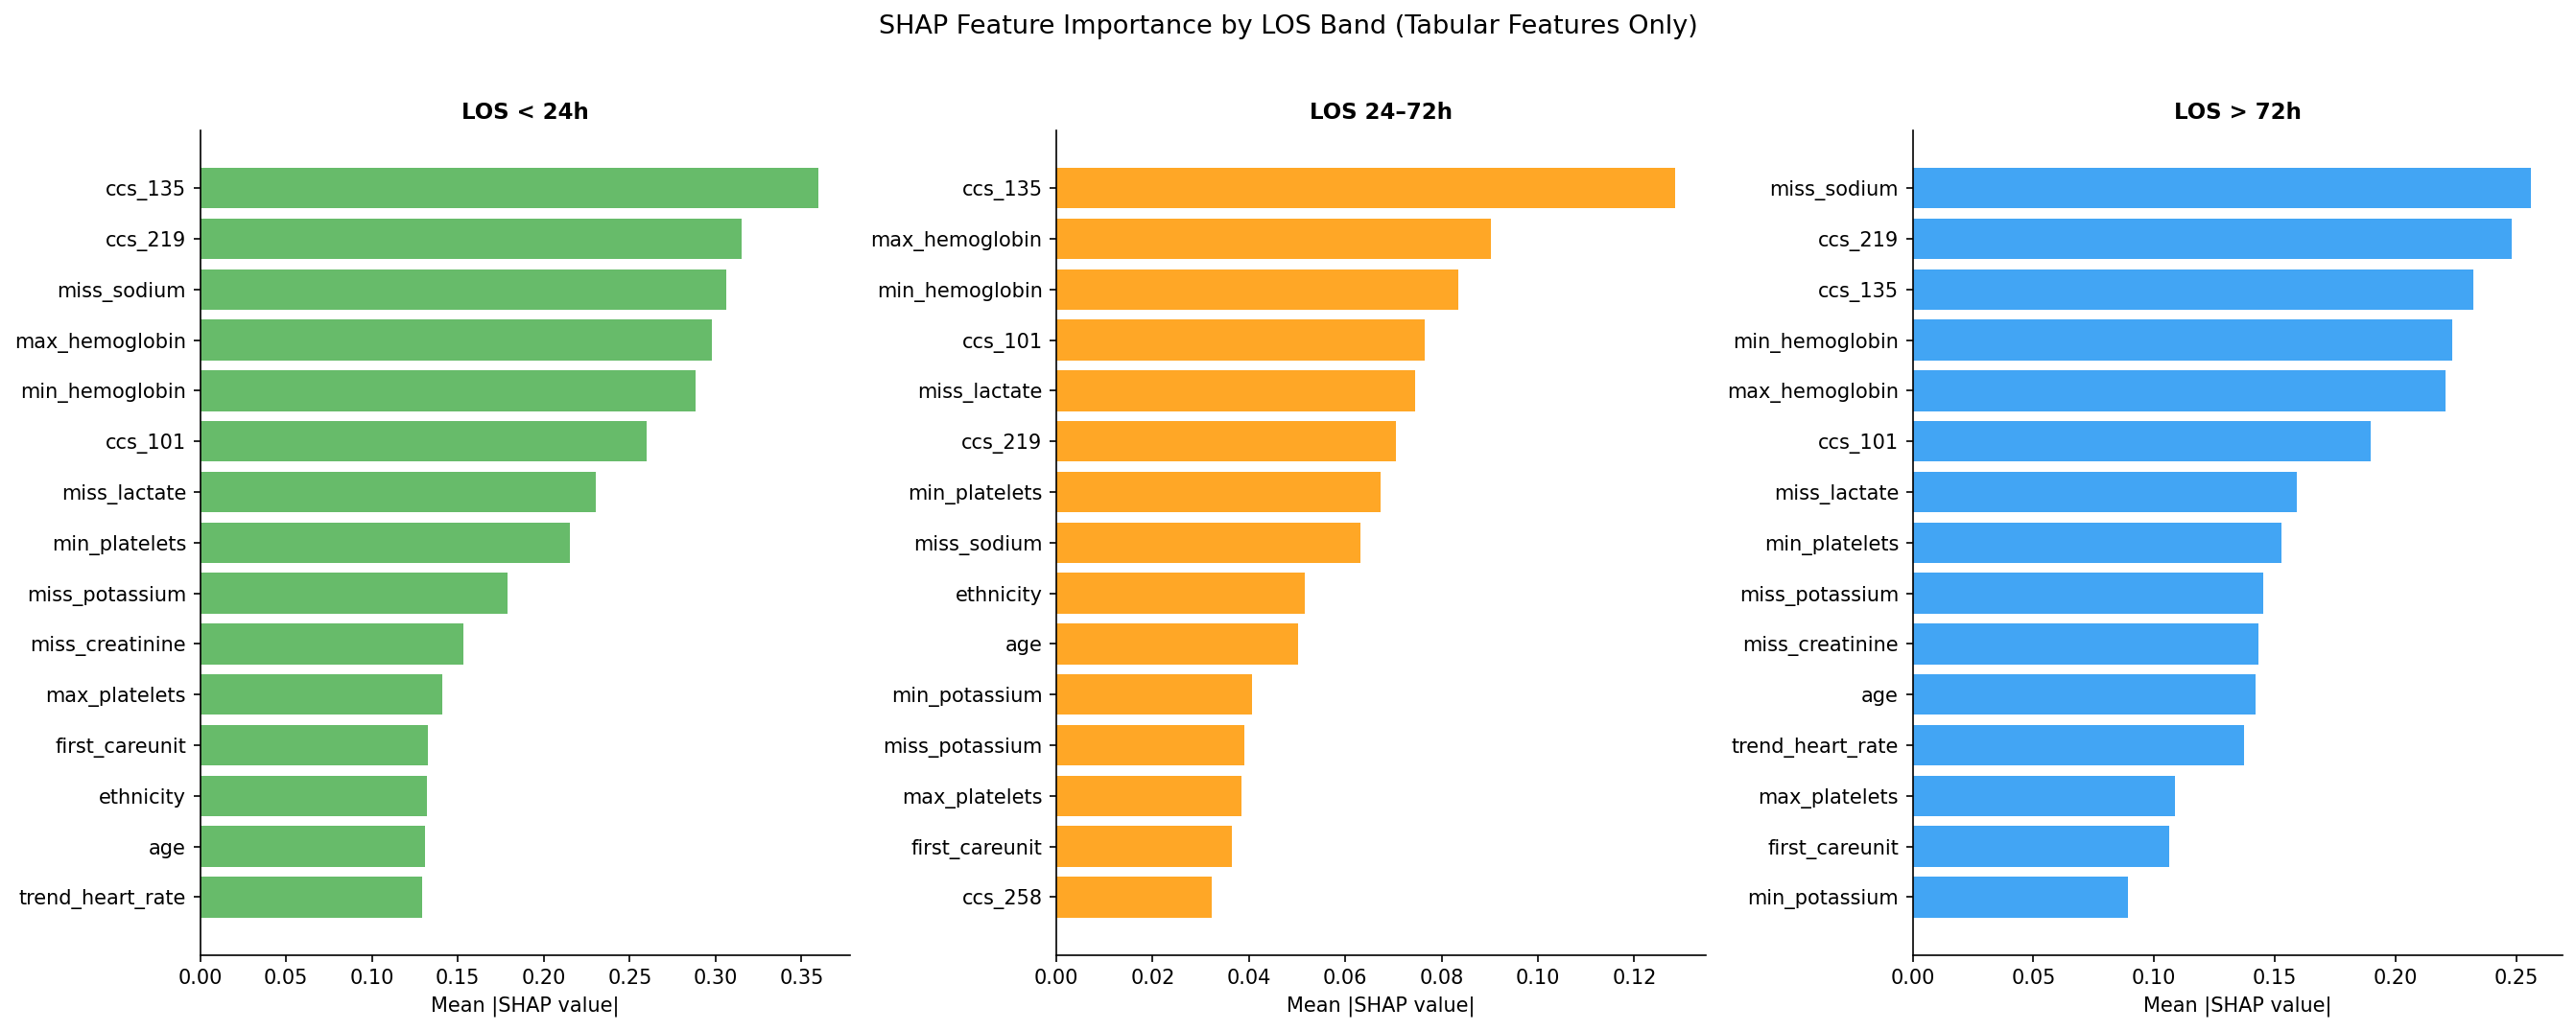 SHAP Feature Importance by LOS Band (Tabular Features Only)
LOS < 24h
ccs_135
ccs_219
miss_sodium
max_hemoglobin
min_hemoglobin
ccs_101
miss_lactate
min_platelets
miss_potassium
miss_creatinine
max_platelets
first_careunit
ethnicity
age
trend_heart_rate
0.00 0.05 0.10 0.15 0.20 0.25 0.30 0.35
Mean |SHAP value|
LOS 24–72h
ccs_135
max_hemoglobin
min_hemoglobin
ccs_101
miss_lactate
ccs_219
min_platelets
miss_sodium
ethnicity
age
min_potassium
miss_potassium
max_platelets
first_careunit
ccs_258
0.00 0.02 0.04 0.06 0.08 0.10 0.12
Mean |SHAP value|
LOS > 72h
miss_sodium
ccs_219
ccs_135
min_hemoglobin
max_hemoglobin
ccs_101
miss_lactate
min_platelets
miss_potassium
miss_creatinine
age
trend_heart_rate
max_platelets
first_careunit
min_potassium
0.00 0.05 0.10 0.15 0.20 0.25
Mean |SHAP value|